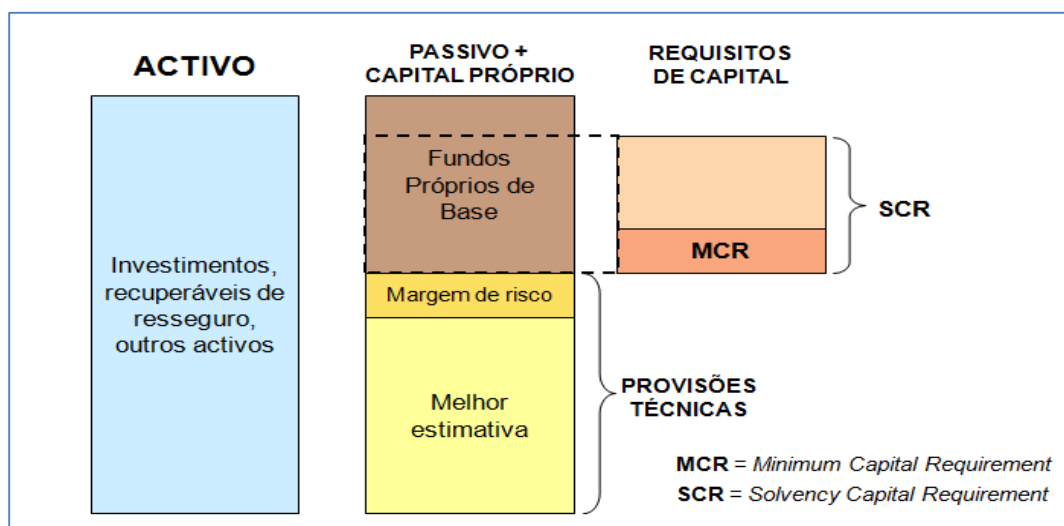 ACTIVO
PASSIVO +
CAPITAL PRÓPRIO
REQUISITOS
DE CAPITAL
Investimentos,
recuperáveis de
resseguro,
outros activos
Fundos
Próprios de
Base
Margem de risco
Melhor
estimativa
MCR
SCR
PROVISÕES
TÉCNICAS
MCR = Minimum Capital Requirement
SCR = Solvency Capital Requirement